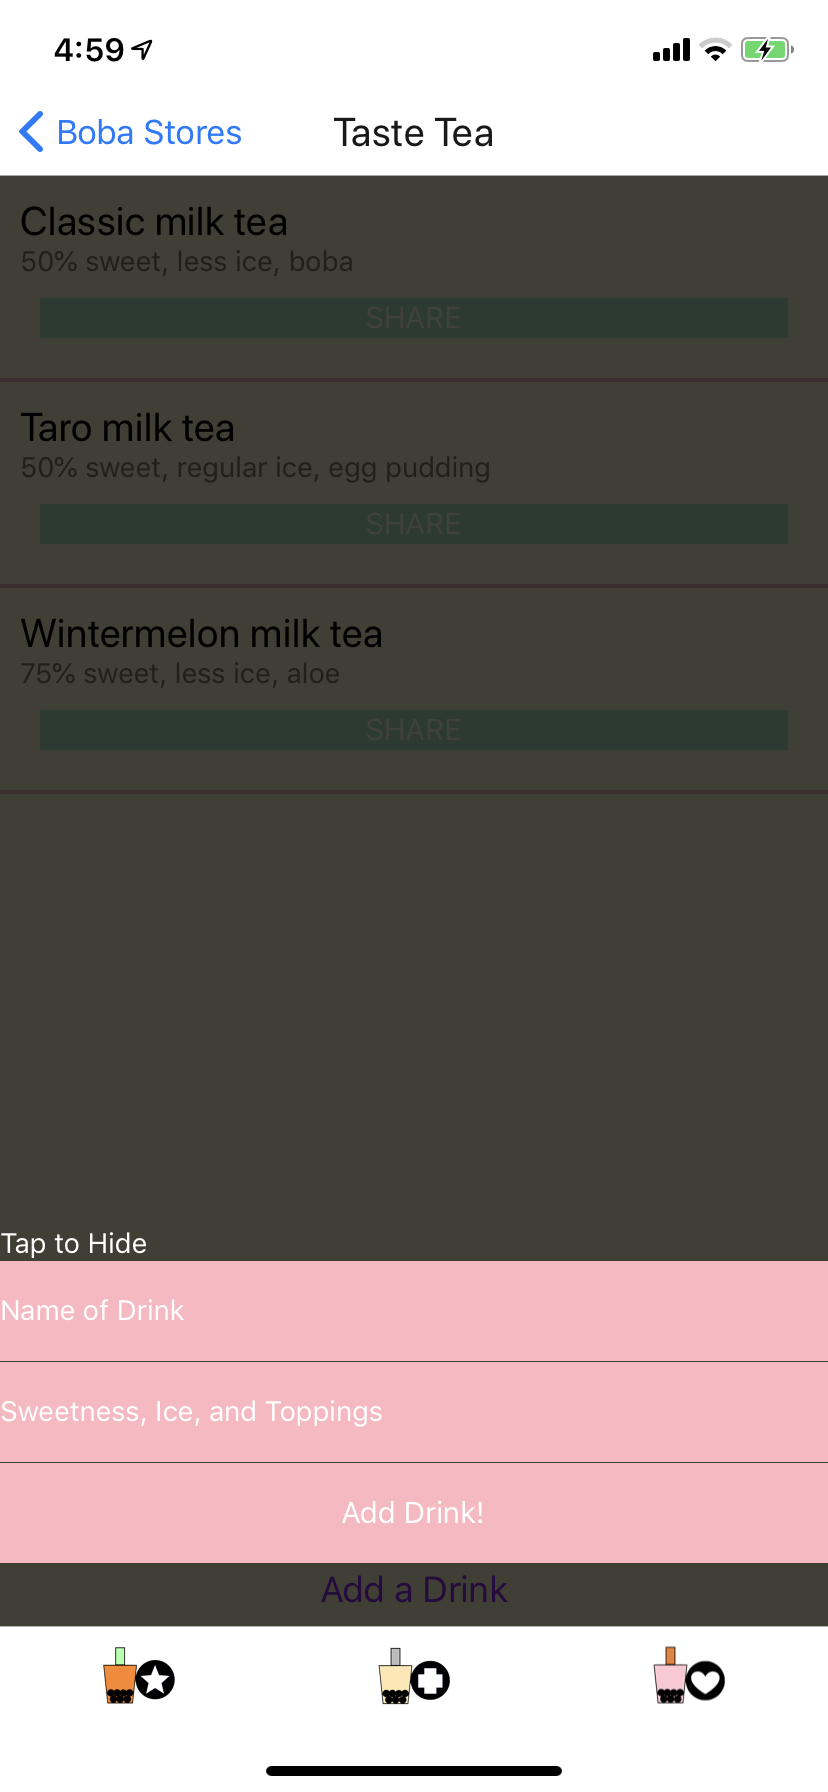 4:59
Boba Stores
Taste Tea
Classic milk tea
50% sweet, less ice, boba
SHARE
Taro milk tea
50% sweet, regular ice, egg pudding
SHARE
Wintermelon milk tea
75% sweet, less ice, aloe
SHARE
Tap to Hide
Name of Drink
Sweetness, Ice, and Toppings
Add Drink!
Add a Drink